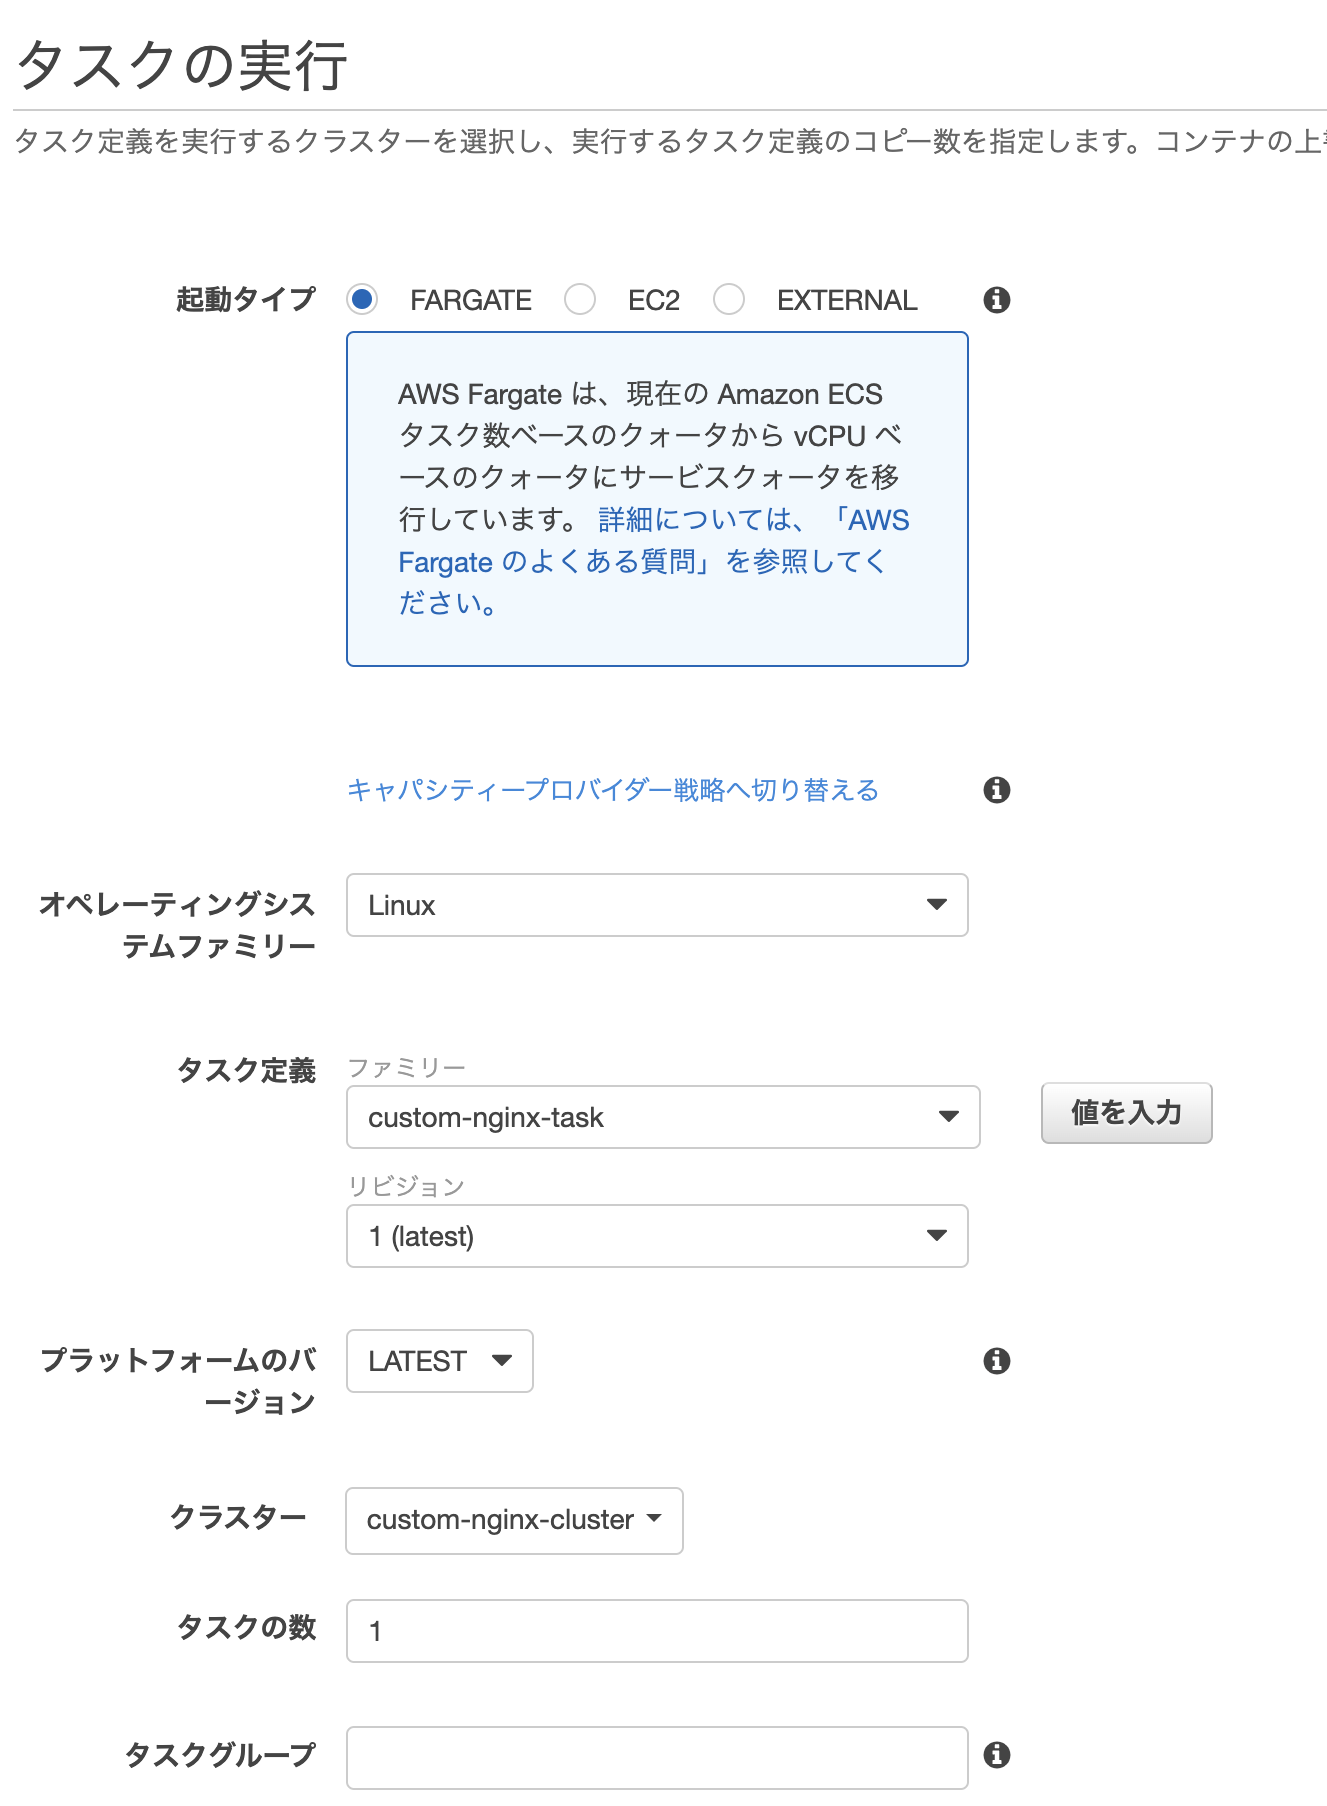 タスクの実行
タスク定義を実行するクラスターを選択し、実行するタスク定義のコピー数を指定します。コンテナの上
起動タイプ
FARGATE
EC2
EXTERNAL
AWS Fargate は、現在の Amazon ECS
タスク数ベースのクォータから vCPU ベ
ースのクォータにサービスクォータを移
行しています。 詳細については、「AWS
Fargate のよくある質問」を参照してく
ださい。
キャパシティープロバイダー戦略へ切り替える
オペレーティングシス
テムファミリー
Linux
タスク定義
ファミリー
custom-nginx-task
値を入力
リビジョン
1 (latest)
プラットフォームのバ
ージョン
LATEST
クラスター
custom-nginx-cluster
タスクの数
1
タスクグループ